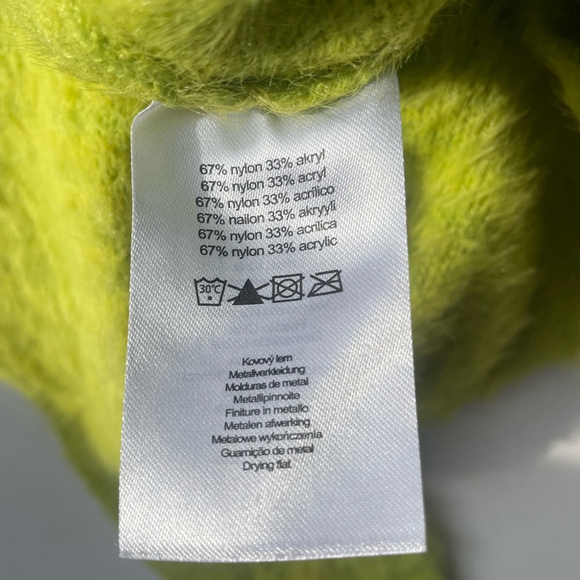 67% nylon 33% akryl
67% nylon 33% acryl
67% nylon 33% acrílico
67% nailon 33% akryyli
67% nylon 33% acrilica
67% nylon 33% acrylic
30°C
Kovový lem
Metallverkleidung
Molduras de metal
Metallipinnoite
Finiture in metallo
Metalen afwerking
Metalowe wykończenia
Guarnição de metal
Drying flat